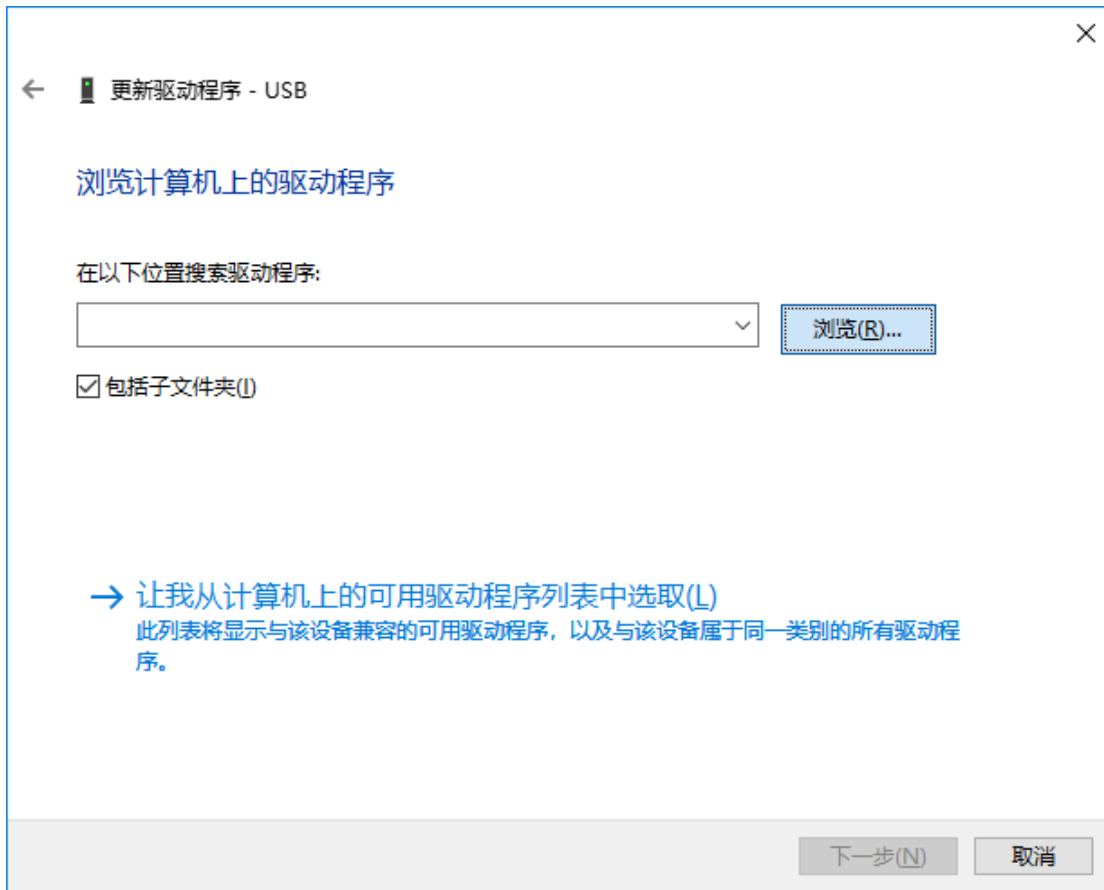 更新驱动程序 - USB
浏览计算机上的驱动程序
在以下位置搜索驱动程序:
浏览(R)...
包括子文件夹(I)
让我从计算机上的可用驱动程序列表中选取(L)
此列表将显示与该设备兼容的可用驱动程序，以及与该设备属于同一类别的所有驱动程
序。
下一步(N)
取消